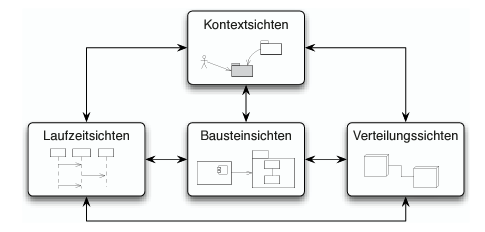 Kontextsichten
Laufzeitsichten
Bausteinsichten
Verteilungssichten